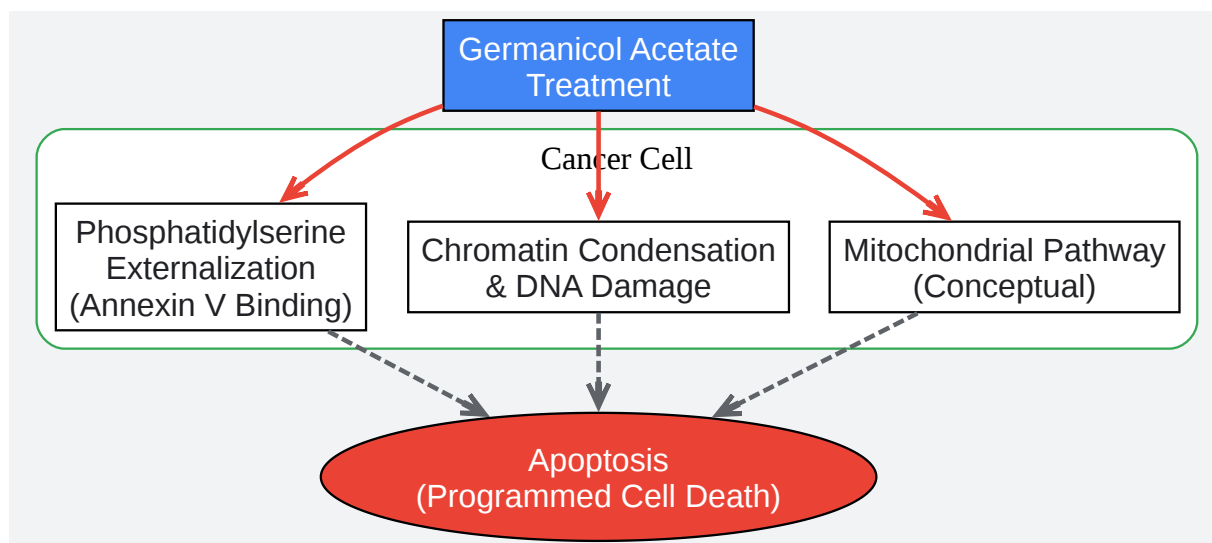 Germanicol Acetate
Treatment
Cancer Cell
Phosphatidylserine
Externalization
(Annexin V Binding)
Chromatin Condensation
& DNA Damage
Mitochondrial Pathway
(Conceptual)
Apoptosis
(Programmed Cell Death)